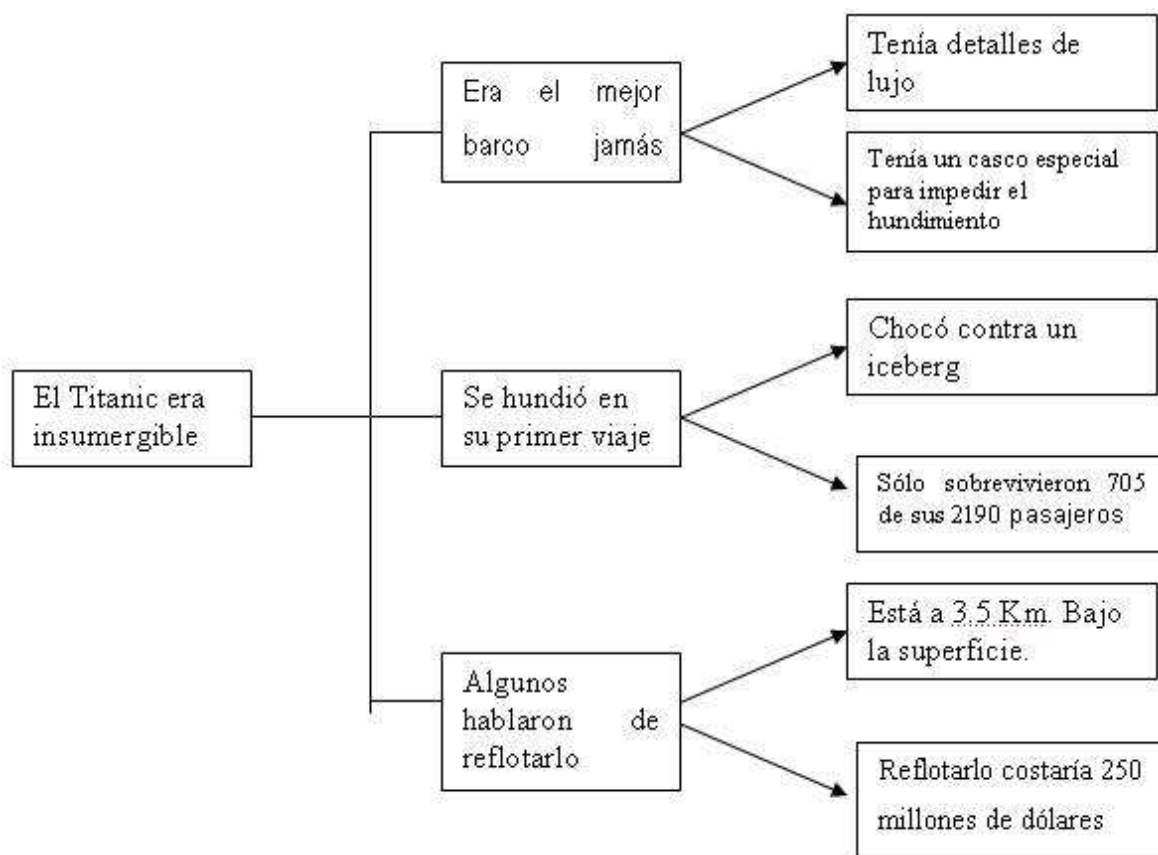 El Titanic era
insumergible
Era el mejor
barco jamás
Tenía detalles de
lujo
Tenía un casco especial
para impedir el
hundimiento
Se hundió en
su primer viaje
Chocó contra un
iceberg
Sólo sobrevivieron 705
de sus 2190 pasajeros
Algunos
hablaron de
reflotarlo
Está a 3.5 Km. Bajo
la superficie.
Reflotarlo costaría 250
millones de dólares